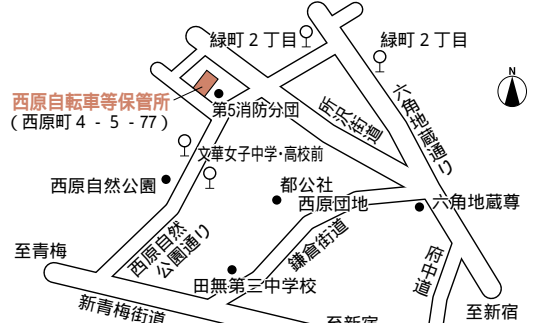 緑町2丁目
緑町2丁目
N
西原自転車等保管所
(西原町4-5-77)
第5消防分団
所沢街道
六角地蔵通り
文華女子中学・高校前
西原自然公園
都公社
西原団地
六角地蔵尊
西原自然
公園通り
鎌倉街道
府中道
至青梅
田無第三中学校
新青梅街道
至新宿
至新宿